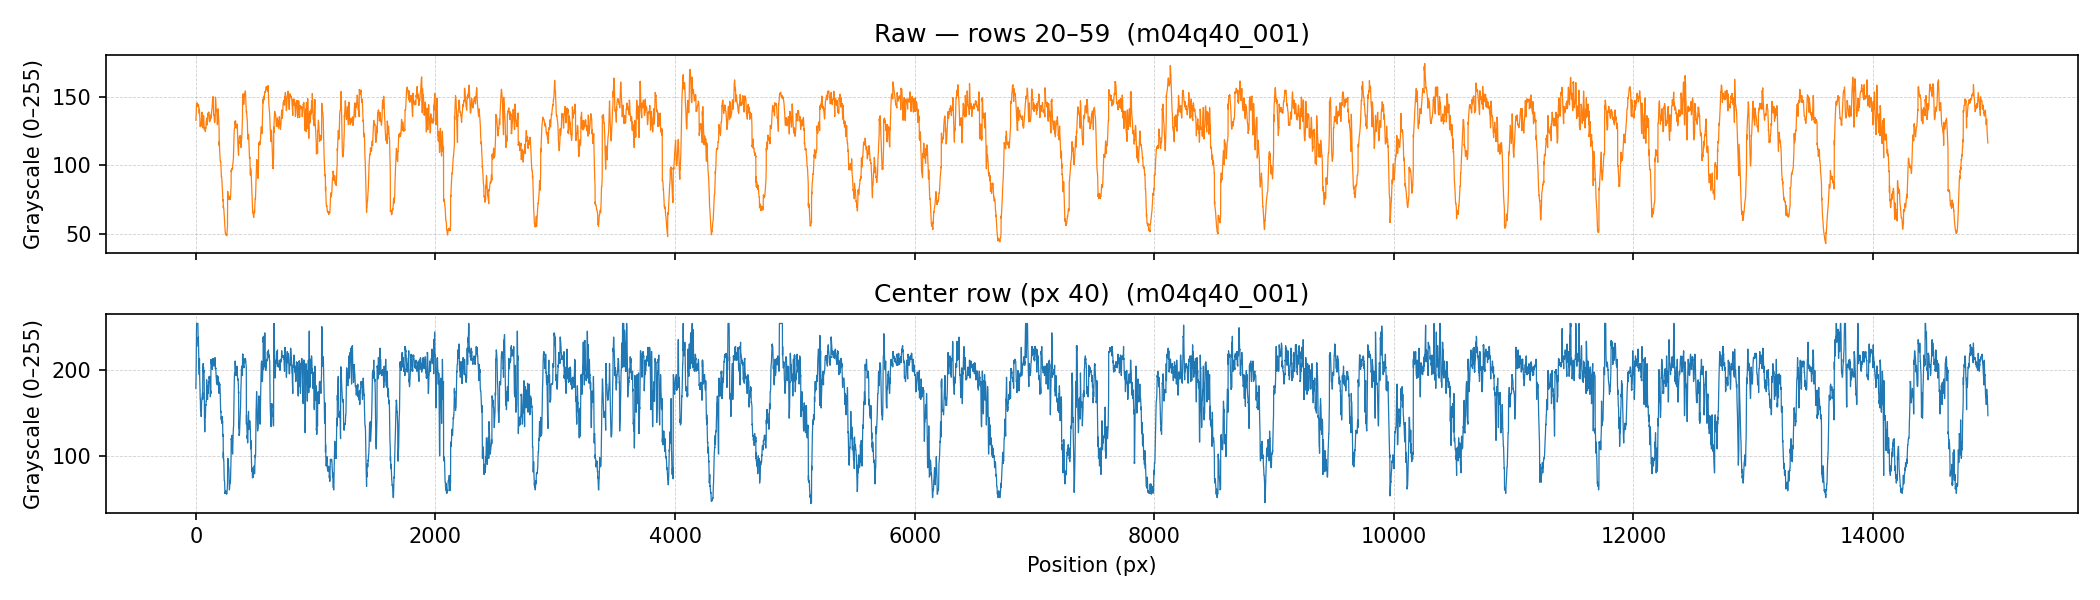 Raw — rows 20–59  (m04q40_001)
Grayscale (0–255)
150
100
50
Center row (px 40)  (m04q40_001)
Grayscale (0–255)
200
100
0 2000 4000 6000 8000 10000 12000 14000
Position (px)